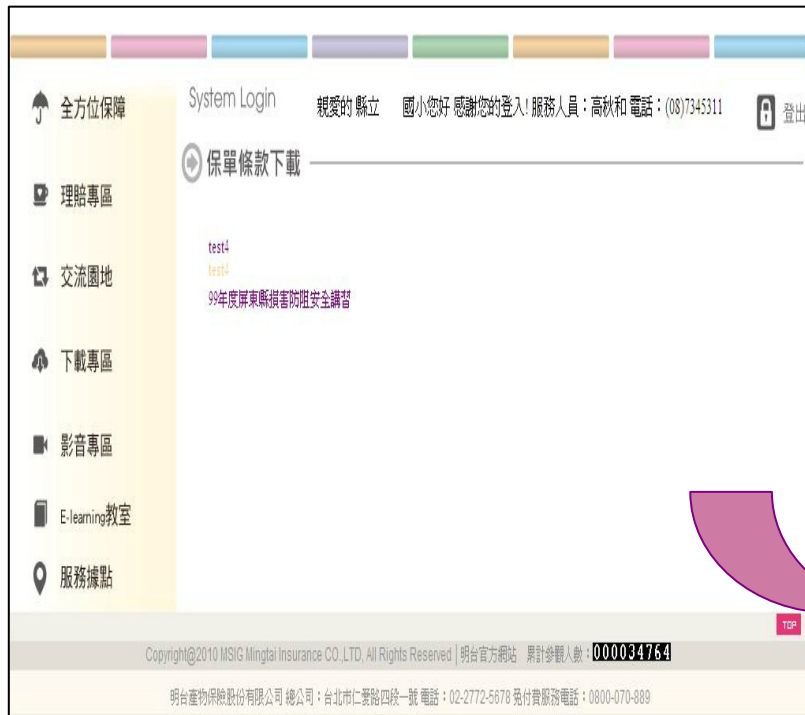 全方位保障
理賠專區
交流園地
下載專區
影音專區
E-learning教室
服務據點
System Login
親愛的 縣立 國小您好 感謝您的登入! 服務人員：高秋和 電話：(08)7345311
登出
保單條款下載
test4
test4
99年度屏東縣損害防阻安全講習
TOP
Copyright@2010 MSIG Mingtai Insurance CO.,LTD, All Rights Reserved | 明台官方網站 累計參觀人數：000034764
明台產物保險股份有限公司 總公司：台北市仁愛路四段一號 電話：02-2772-5678 免付費服務電話：0800-070-889